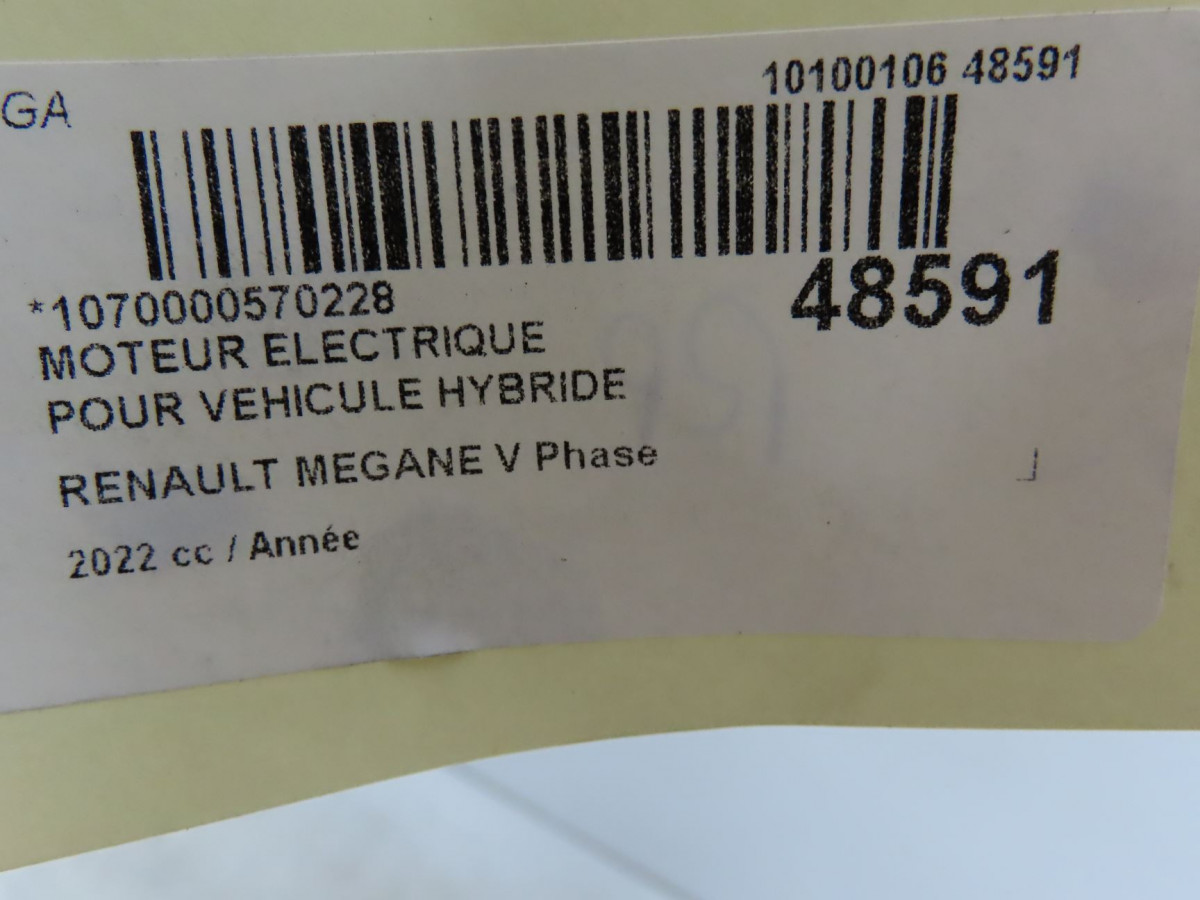 GA
10100106 48591
*1070000570228
48591
MOTEUR ELECTRIQUE
POUR VEHICULE HYBRIDE
RENAULT MEGANE V Phase
2022 cc / Année